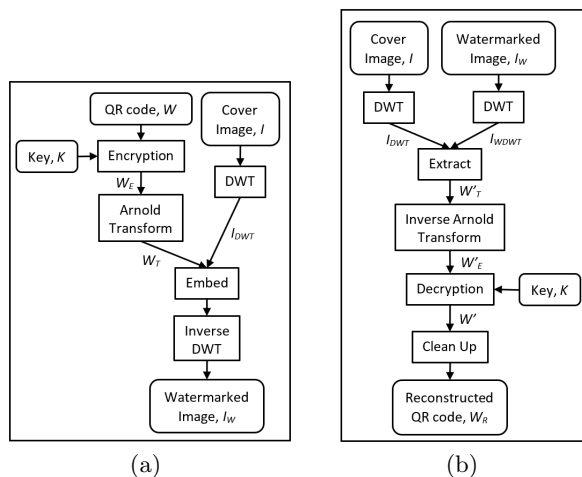 QR code, W
Cover
Image, I
Key, K
Encryption
W_E
DWT
Arnold
Transform
I_DWT
W_T
Embed
Inverse
DWT
Watermarked
Image, I_W
(a)
Cover
Image, I
Watermarked
Image, I_W
DWT
DWT
I_DWT
I_WDWT
Extract
W'_T
Inverse Arnold
Transform
W'_E
Decryption
Key, K
W'
Clean Up
Reconstructed
QR code, W_R
(b)